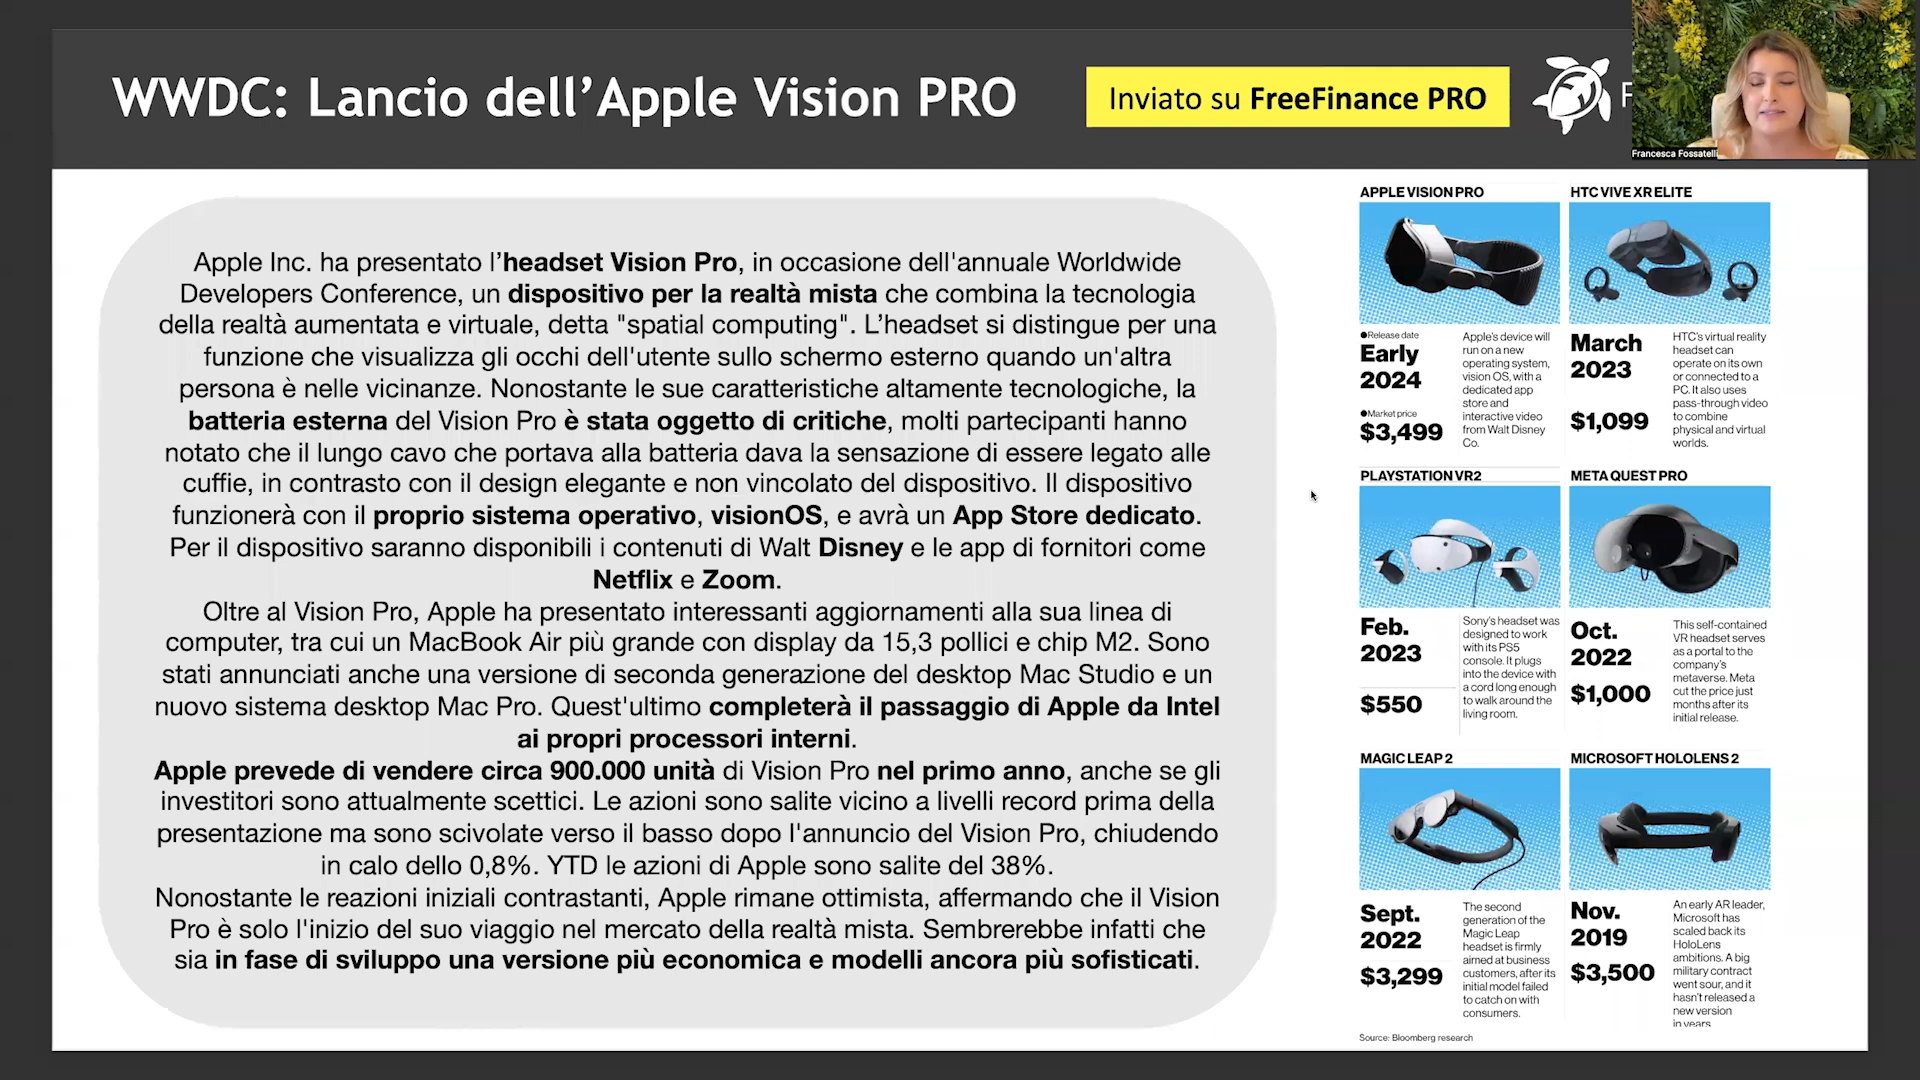 WWDC: Lancio dell’Apple Vision PRO
Inviato su FreeFinance PRO
F
Francesca Fossatelli
Apple Inc. ha presentato l’headset Vision Pro, in occasione dell'annuale Worldwide
Developers Conference, un dispositivo per la realtà mista che combina la tecnologia
della realtà aumentata e virtuale, detta "spatial computing". L’headset si distingue per una
funzione che visualizza gli occhi dell'utente sullo schermo esterno quando un'altra
persona è nelle vicinanze. Nonostante le sue caratteristiche altamente tecnologiche, la
batteria esterna del Vision Pro è stata oggetto di critiche, molti partecipanti hanno
notato che il lungo cavo che portava alla batteria dava la sensazione di essere legato alle
cuffie, in contrasto con il design elegante e non vincolato del dispositivo. Il dispositivo
funzionerà con il proprio sistema operativo, visionOS, e avrà un App Store dedicato.
Per il dispositivo saranno disponibili i contenuti di Walt Disney e le app di fornitori come
Netflix e Zoom.
Oltre al Vision Pro, Apple ha presentato interessanti aggiornamenti alla sua linea di
computer, tra cui un MacBook Air più grande con display da 15,3 pollici e chip M2. Sono
stati annunciati anche una versione di seconda generazione del desktop Mac Studio e un
nuovo sistema desktop Mac Pro. Quest'ultimo completerà il passaggio di Apple da Intel
ai propri processori interni.
Apple prevede di vendere circa 900.000 unità di Vision Pro nel primo anno, anche se gli
investitori sono attualmente scettici. Le azioni sono salite vicino a livelli record prima della
presentazione ma sono scivolate verso il basso dopo l'annuncio del Vision Pro, chiudendo
in calo dello 0,8%. YTD le azioni di Apple sono salite del 38%.
Nonostante le reazioni iniziali contrastanti, Apple rimane ottimista, affermando che il Vision
Pro è solo l'inizio del suo viaggio nel mercato della realtà mista. Sembrerebbe infatti che
sia in fase di sviluppo una versione più economica e modelli ancora più sofisticati.
APPLE VISION PRO
●Release date
Early
2024
●Market price
$3,499
Apple's device will
run on a new
operating system,
vision OS, with a
dedicated app
store and
interactive video
from Walt Disney
Co.
HTC VIVE XR ELITE
March
2023
$1,099
HTC's virtual reality
headset can
operate on its own
or connected to a
PC. It also uses
pass-through video
to combine
physical and virtual
worlds.
PLAYSTATION VR2
Feb.
2023
$550
Sony's headset was
designed to work
with its PS5
console. It plugs
into the device with
a cord long enough
to walk around the
living room.
META QUEST PRO
Oct.
2022
$1,000
This self-contained
VR headset serves
as a portal to the
company's
metaverse. Meta
cut the price just
months after its
initial release.
MAGIC LEAP 2
Sept.
2022
$3,299
The second
generation of the
Magic Leap
headset is firmly
aimed at business
customers, after its
initial model failed
to catch on with
consumers.
MICROSOFT HOLOLENS 2
Nov.
2019
$3,500
An early AR leader,
Microsoft has
scaled back its
HoloLens
ambitions. A big
military contract
went sour, and it
hasn't released a
new version
in years
Source: Bloomberg research